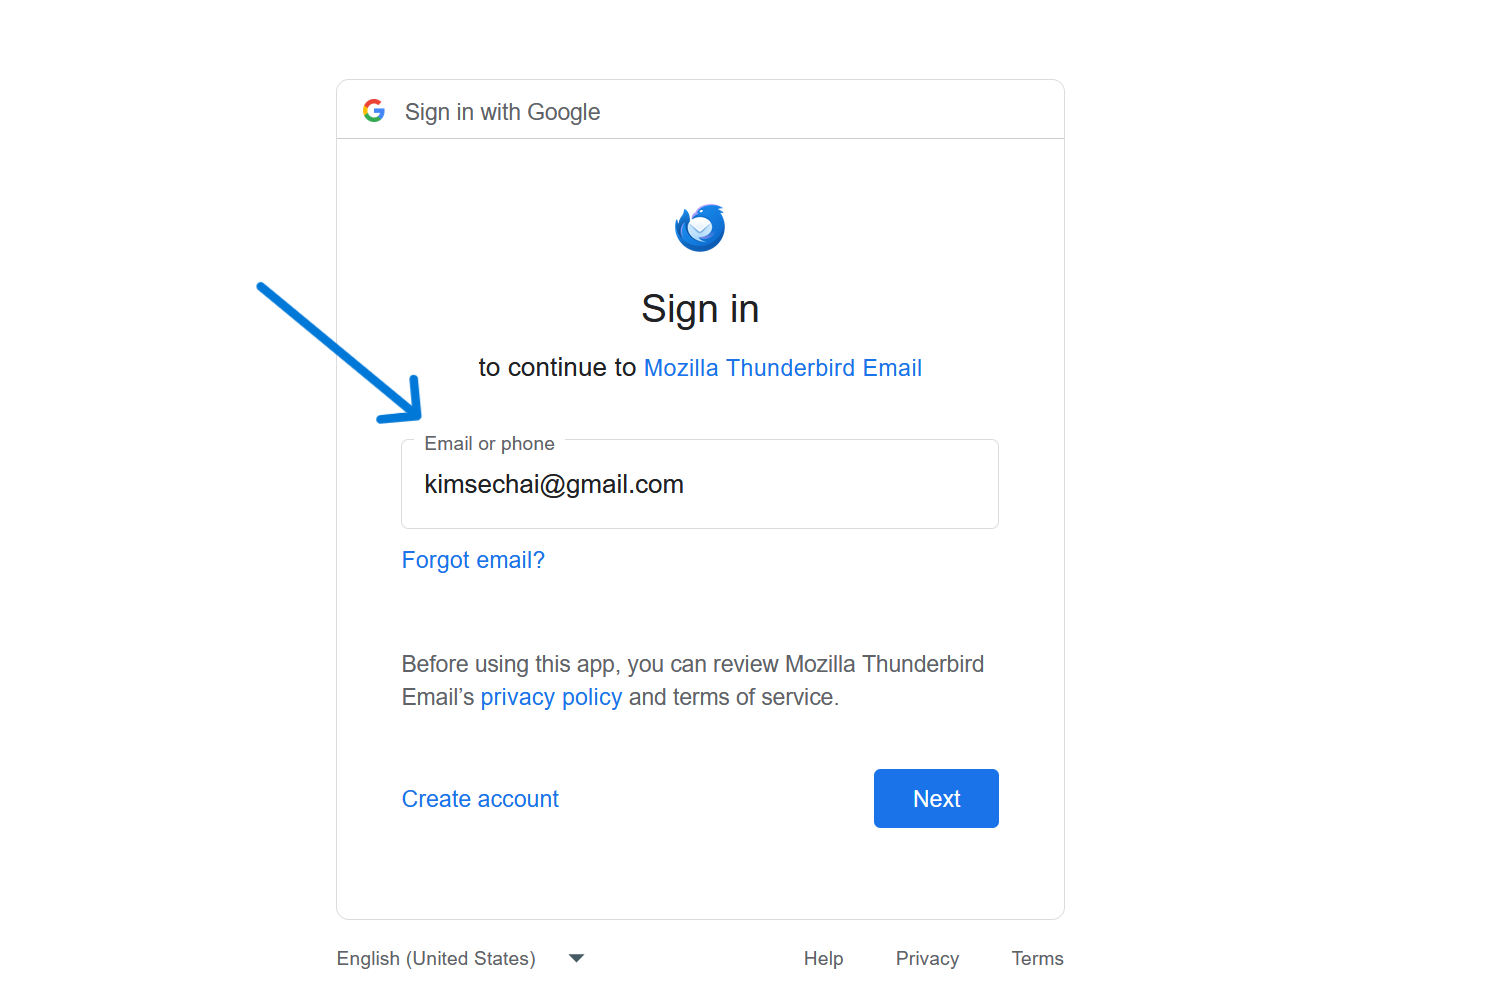 Sign in with Google
Sign in
to continue to Mozilla Thunderbird Email
Email or phone
kimsechai@gmail.com
Forgot email?
Before using this app, you can review Mozilla Thunderbird
Email’s privacy policy and terms of service.
Create account
Next
English (United States)
Help
Privacy
Terms